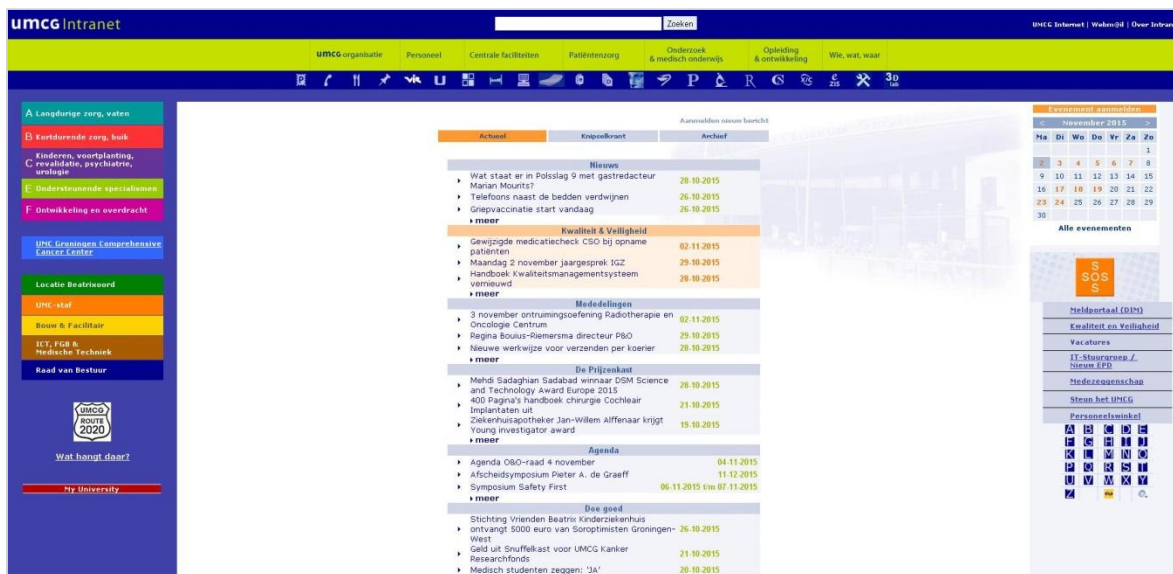 umcg Intranet
Zoeken
UMCG Internet | Webm@il | Over Intran
umcg organisatie
Personeel
Centrale faciliteiten
Patiëntenzorg
Onderzoek
& medisch onderwijs
Opleiding
& ontwikkeling
Wie, wat, waar
A Langdurige zorg, vaten
B Kortdurende zorg, buik
C Kinderen, voortplanting,
revalidatie, psychiatrie,
urologie
E Ondersteunende specialismen
F Ontwikkeling en overdracht
UMC Groningen Comprehensive
Cancer Center
Locatie Beatrixoord
UMC-staf
Bouw & Facilitair
ICT, FGB &
Medische Techniek
Raad van Bestuur
UMCG
ROUTE
2020
Wat hangt daar?
My University
Aanmelden nieuw bericht
Actueel
Knipselkrant
Archief
Nieuws
Wat staat er in Polsslag 9 met gastredacteur
Marian Mourits?
28-10-2015
Telefoons naast de bedden verdwijnen 26-10-2015
Griepvaccinatie start vandaag 26-10-2015
meer
Kwaliteit & Veiligheid
Gewijzigde medicatiecheck CSO bij opname
patiënten
02-11-2015
Maandag 2 november jaargesprek IGZ 29-10-2015
Handboek Kwaliteitsmanagementsysteem
vernieuwd
28-10-2015
meer
Mededelingen
3 november ontruimingsoefening Radiotherapie en
Oncologie Centrum
02-11-2015
Regina Bouius-Riemersma directeur P&O 29-10-2015
Nieuwe werkwijze voor verzenden per koerier 28-10-2015
meer
De Prijzenkast
Mehdi Sadaghian Sadabad winnaar DSM Science
and Technology Award Europe 2015
28-10-2015
400 Pagina's handboek chirurgie Cochleair
Implantaten uit
21-10-2015
Ziekenhuisapotheker Jan-Willem Alffenaar krijgt
Young investigator award
19-10-2015
meer
Agenda
Agenda O&O-raad 4 november 04-11-2015
Afscheidsymposium Pieter A. de Graeff 11-12-2015
Symposium Safety First 06-11-2015 t/m 07-11-2015
meer
Doe goed
Stichting Vrienden Beatrix Kinderziekenhuis
ontvangt 5000 euro van Soroptimisten Groningen-
West
26-10-2015
Geld uit Snuffelkast voor UMCG Kanker
Researchfonds
21-10-2015
Medisch studenten zeggen: 'JA' 20-10-2015
Evenement aanmelden
< November 2015 >
Ma Di Wo Do Vr Za Zo
1
2 3 4 5 6 7 8
9 10 11 12 13 14 15
16 17 18 19 20 21 22
23 24 25 26 27 28 29
30
Alle evenementen
S
SOS
S
Meldportaal (DIM)
Kwaliteit en Veiligheid
Vacatures
IT-Stuurgroep /
Nieuw EPD
Medezeggenschap
Steun het UMCG
Personeelswinkel
A B C D E
F G H I J
K L M N O
P Q R S T
U V W X Y
Z